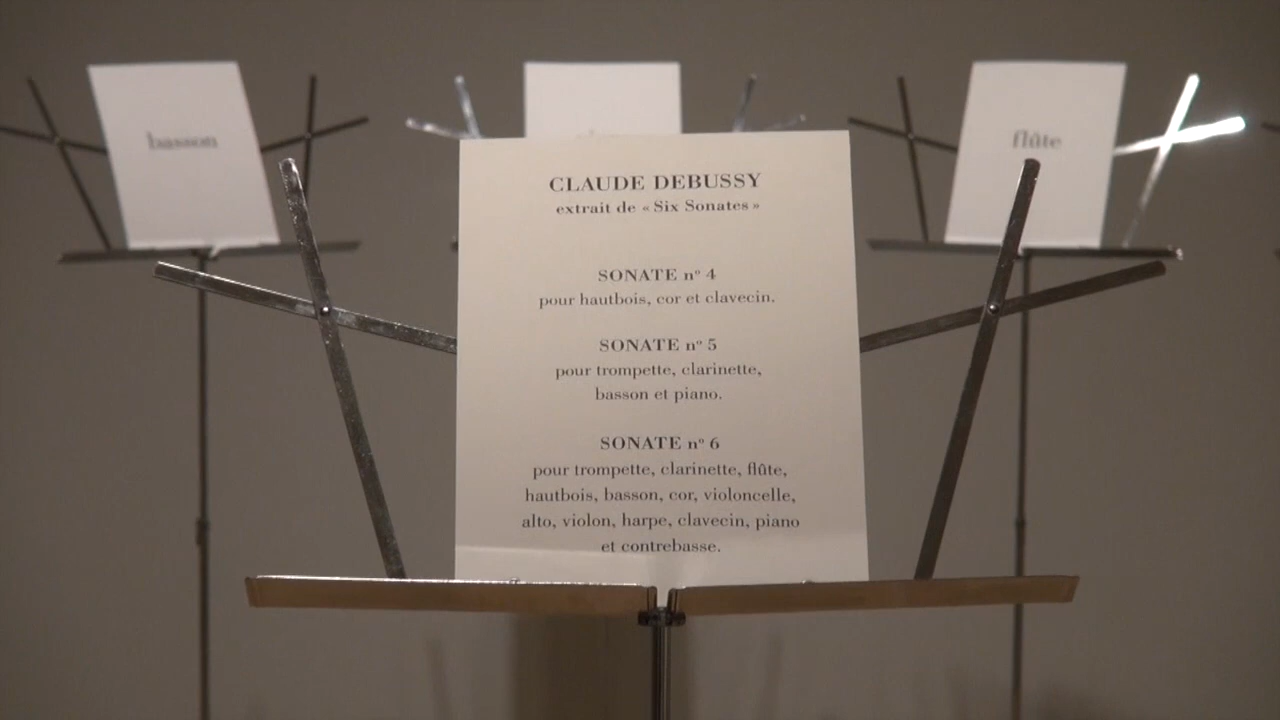 basson
flûte
CLAUDE DEBUSSY
extrait de « Six Sonates »
SONATE nº 4
pour hautbois, cor et clavecin.
SONATE nº 5
pour trompette, clarinette,
basson et piano.
SONATE nº 6
pour trompette, clarinette, flûte,
hautbois, basson, cor, violoncelle,
alto, violon, harpe, clavecin, piano
et contrebasse.